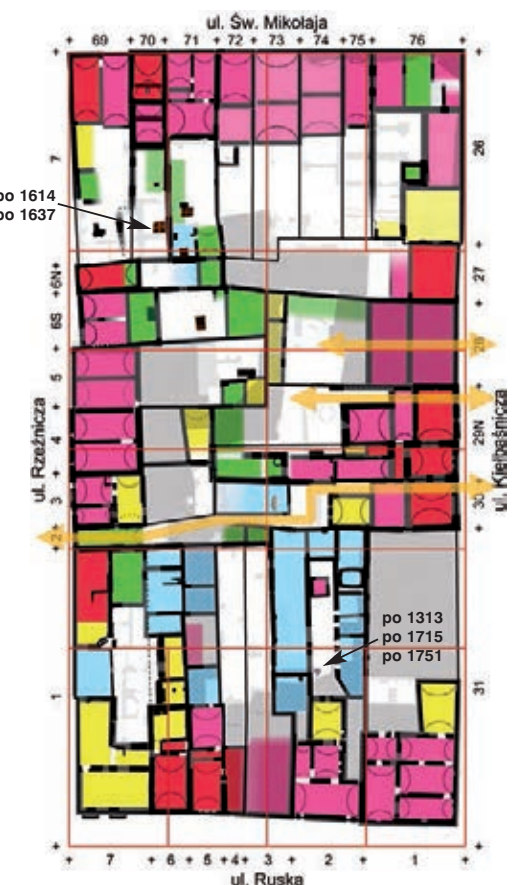 ul. Św. Mikołaja
+ 69 + 70 + 71 + 72 + 73 + 74 +75+ 76 +
7
po 1614
po 1637
+6N+
6S
+
5
+
4
+
3
+
2
+
1
+
ul. Rzeźnicza
26
+
27
+
28
+
29N
+
30
+
31
+
ul. Kiełbaśnicza
po 1313
po 1715
po 1751
+ 7 + 6 + 5 +4+ 3 + 2 + 1 +
ul. Ruska